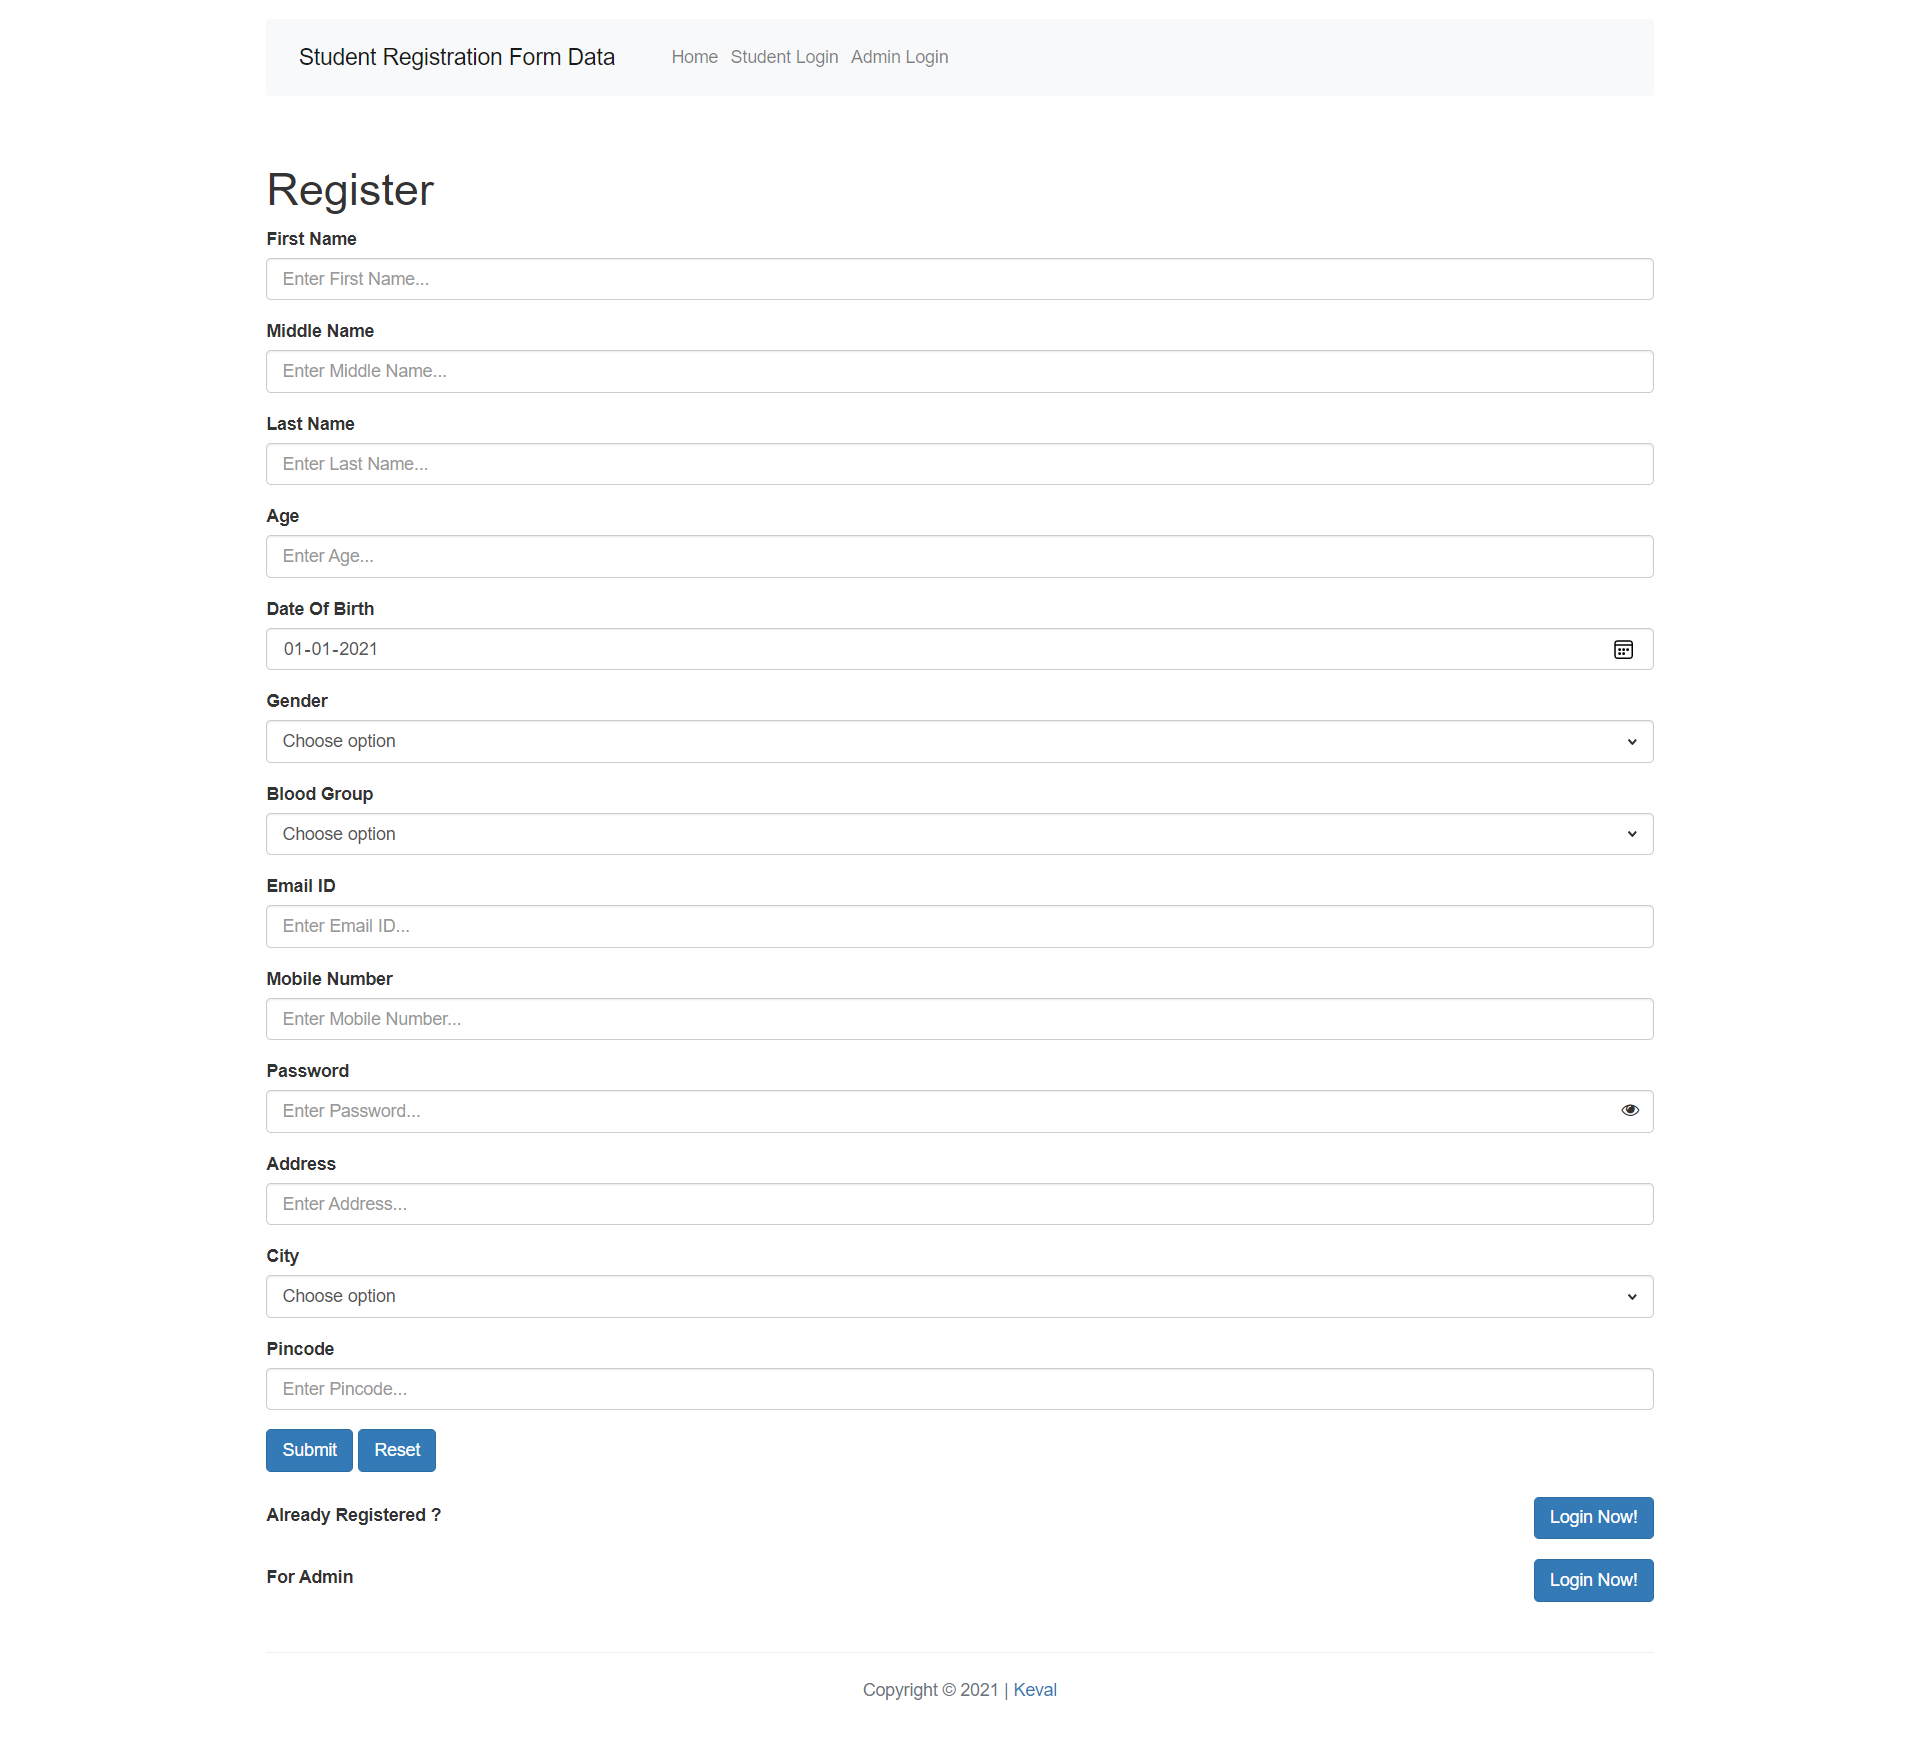 Student Registration Form Data Home Student Login Admin Login
Register
First Name
Enter First Name...
Middle Name
Enter Middle Name...
Last Name
Enter Last Name...
Age
Enter Age...
Date Of Birth
01-01-2021
Gender
Choose option
Blood Group
Choose option
Email ID
Enter Email ID...
Mobile Number
Enter Mobile Number...
Password
Enter Password...
Address
Enter Address...
City
Choose option
Pincode
Enter Pincode...
Submit Reset
Already Registered ? Login Now!
For Admin Login Now!
Copyright © 2021 | Keval